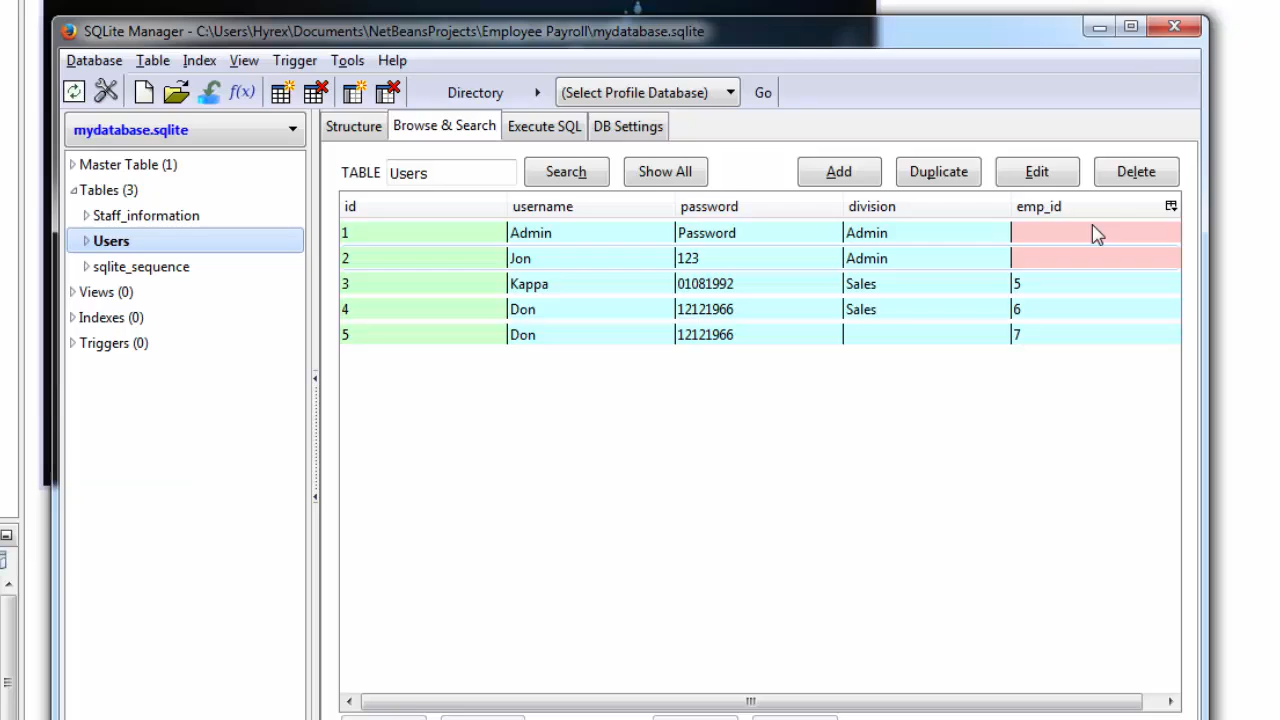 SQLite Manager - C:\Users\Hyrex\Documents\NetBeansProjects\Employee Payroll\mydatabase.sqlite
Database Table Index View Trigger Tools Help
f(x) Directory (Select Profile Database) Go
mydatabase.sqlite
Master Table (1)
Tables (3)
Staff_information
Users
sqlite_sequence
Views (0)
Indexes (0)
Triggers (0)
Structure Browse & Search Execute SQL DB Settings
TABLE Users Search Show All Add Duplicate Edit Delete
id username password division emp_id
1 Admin Password Admin
2 Jon 123 Admin
3 Kappa 01081992 Sales 5
4 Don 12121966 Sales 6
5 Don 12121966 7